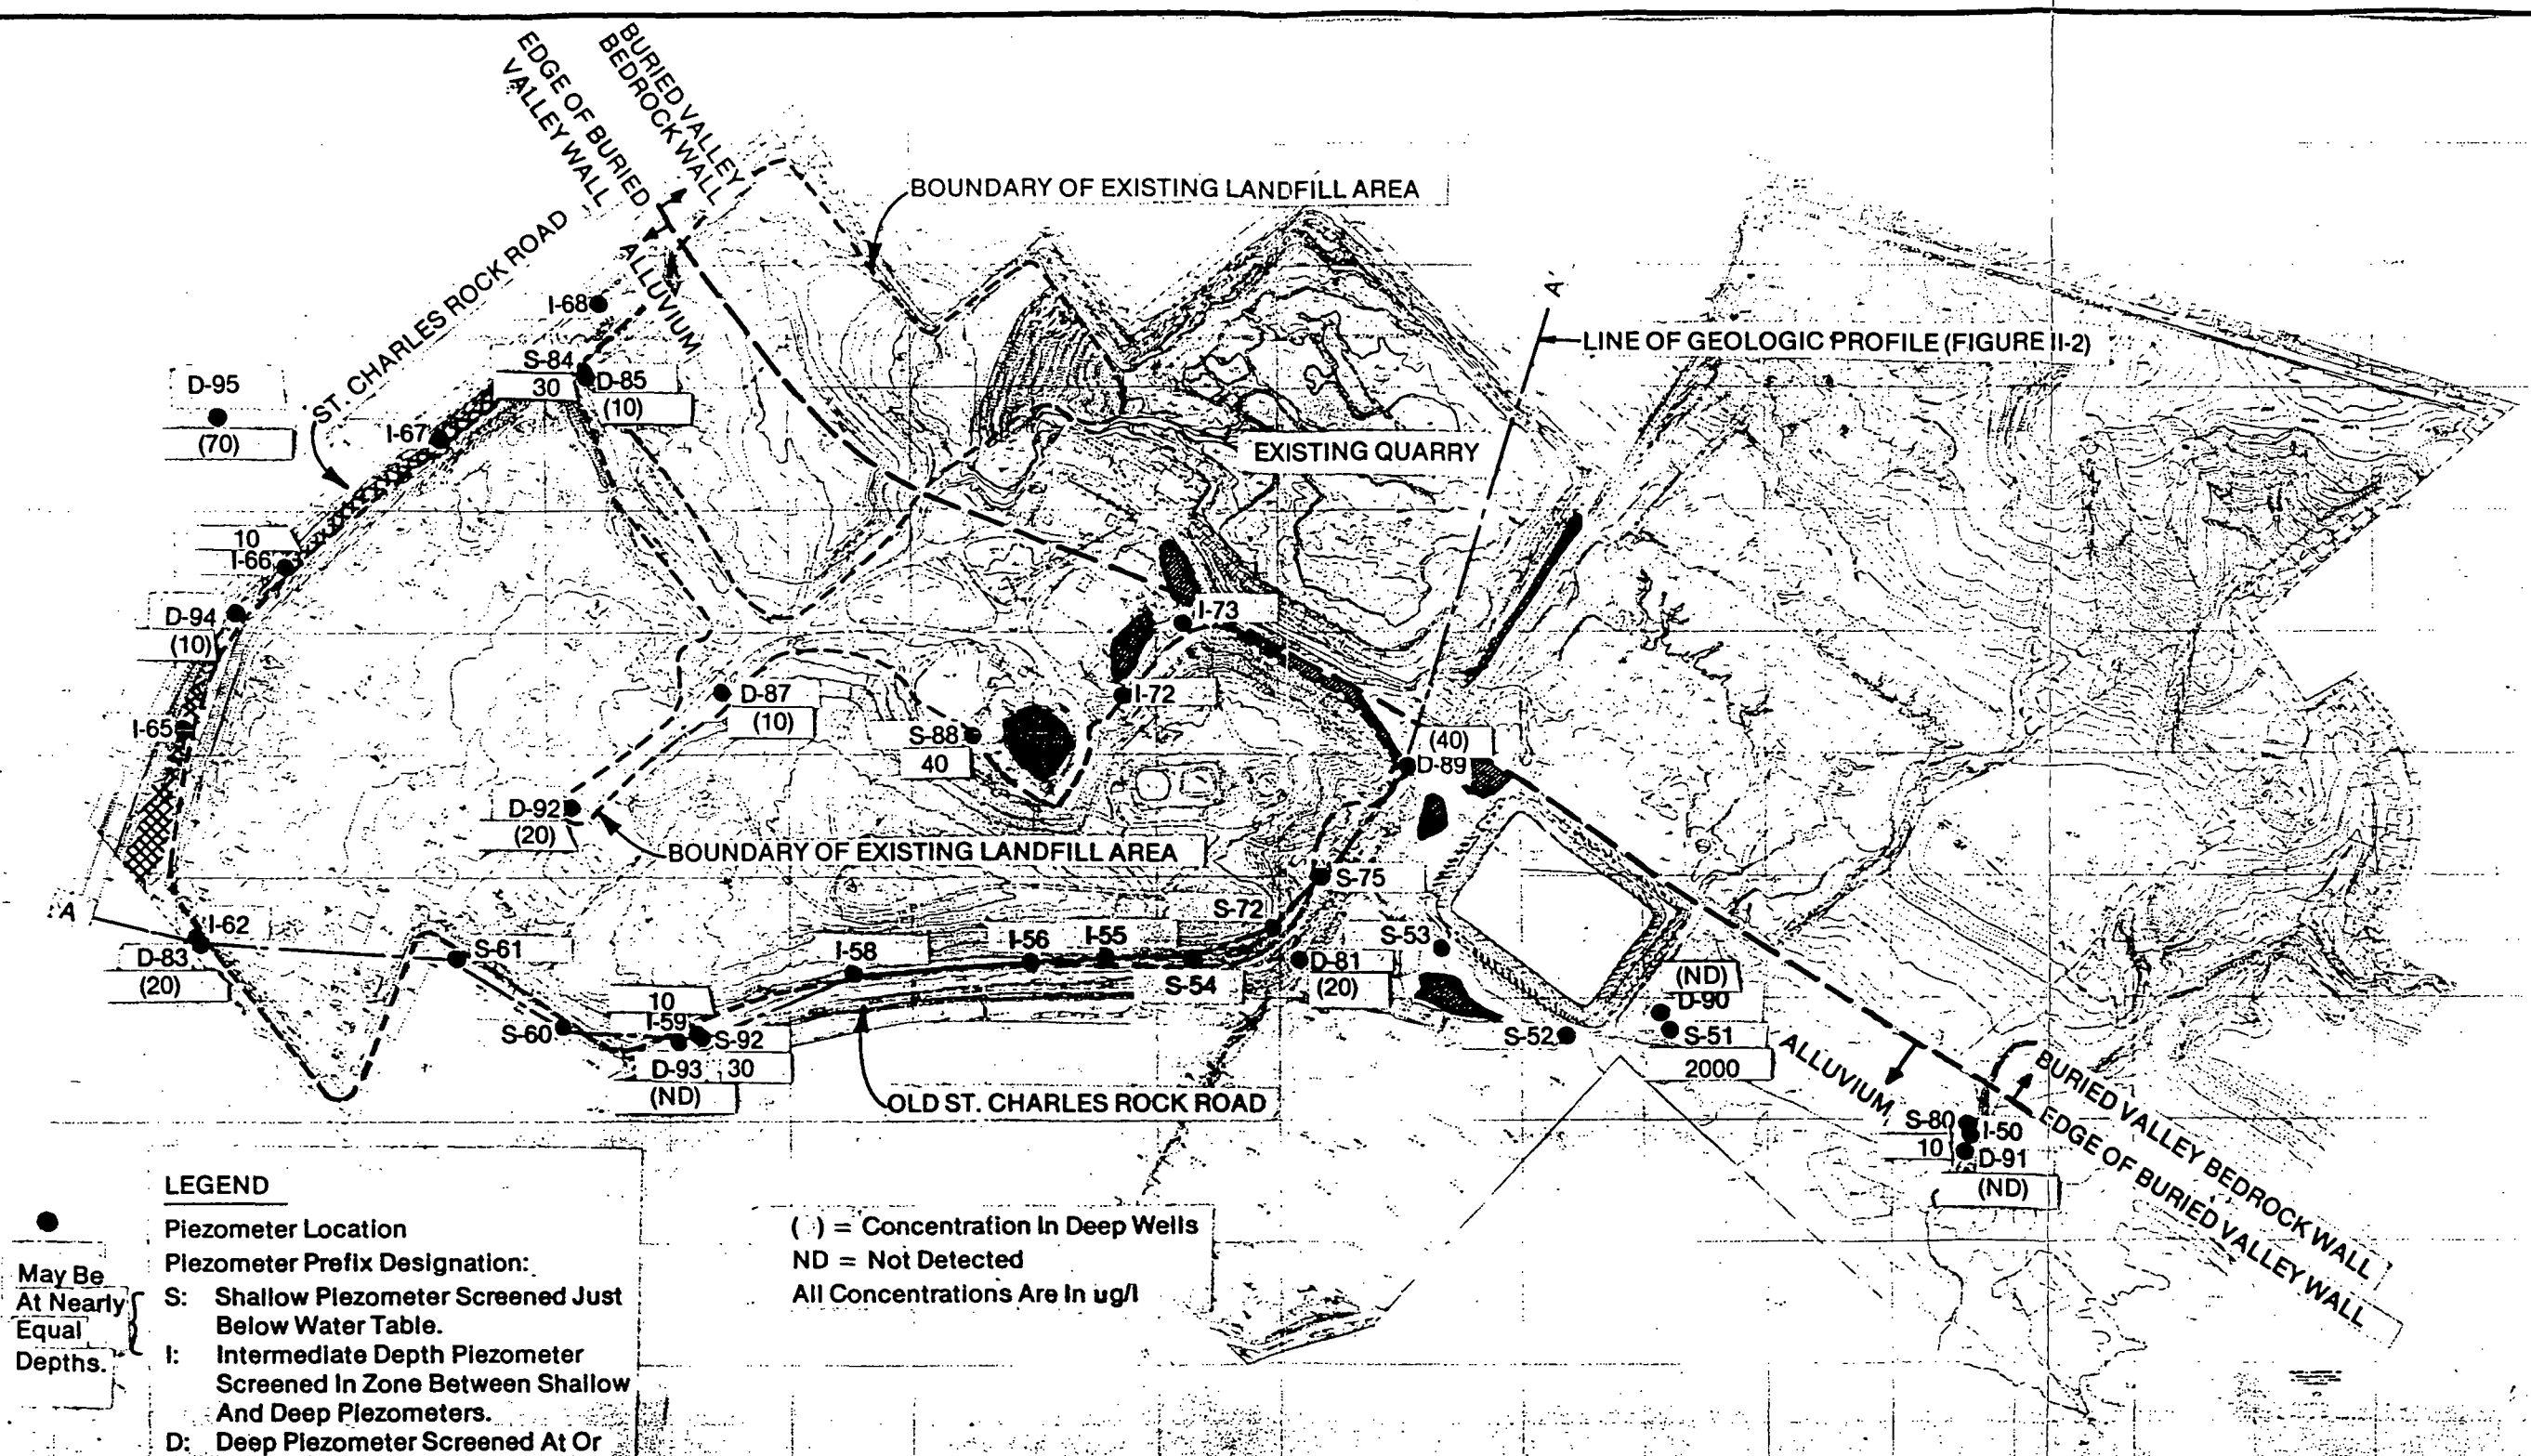 EDGE OF BURIED
VALLEY WALL
BURIED VALLEY
BEDROCK WALL
BOUNDARY OF EXISTING LANDFILL AREA
ST. CHARLES ROCK ROAD
ALLUVIUM
I-68
A'
LINE OF GEOLOGIC PROFILE (FIGURE II-2)
S-84
30
D-85
(10)
D-95
(70)
I-67
EXISTING QUARRY
10
I-66
D-94
(10)
I-73
D-87
(10)
I-72
I-65
S-88
40
(40)
D-89
D-92
(20)
BOUNDARY OF EXISTING LANDFILL AREA
S-75
A
I-62
D-83
(20)
S-61
I-58
I-56
I-55
S-54
S-72
S-53
D-81
(20)
(ND)
D-90
S-51
2000
S-52
10
I-59
S-60
S-92
30
D-93
(ND)
OLD ST. CHARLES ROCK ROAD
ALLUVIUM
BURIED VALLEY BEDROCK WALL
EDGE OF BURIED VALLEY WALL
S-80
10
I-50
D-91
(ND)
LEGEND
Piezometer Location
Piezometer Prefix Designation:
May Be
At Nearly
Equal
Depths.
S: Shallow Piezometer Screened Just
Below Water Table.
I: Intermediate Depth Piezometer
Screened In Zone Between Shallow
And Deep Piezometers.
D: Deep Piezometer Screened At Or
( ) = Concentration In Deep Wells
ND = Not Detected
All Concentrations Are In ug/l